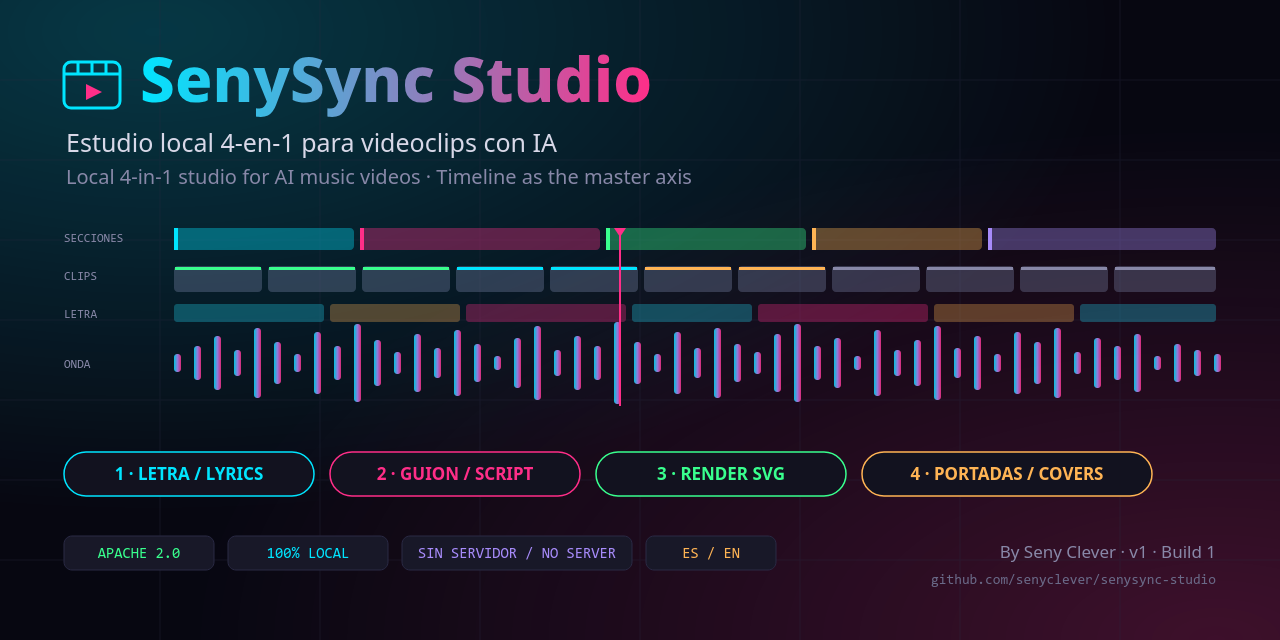 SenySync Studio
Estudio local 4-en-1 para videoclips con IA
Local 4-in-1 studio for AI music videos · Timeline as the master axis
SECCIONES
CLIPS
LETRA
ONDA
1 · LETRA / LYRICS
2 · GUION / SCRIPT
3 · RENDER SVG
4 · PORTADAS / COVERS
APACHE 2.0
100% LOCAL
SIN SERVIDOR / NO SERVER
ES / EN
By Seny Clever · v1 · Build 1
github.com/senyclever/senysync-studio